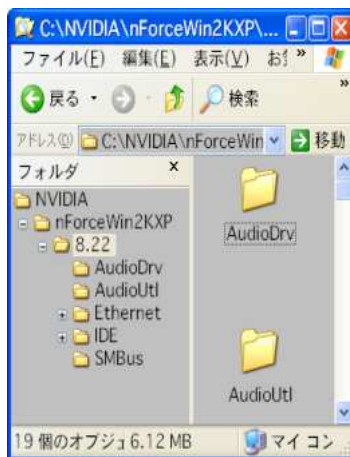 C:\NVIDIA\nForceWin2KXP\...
ファイル(F) 編集(E) 表示(V) お気 »
戻る 検索 »
アドレス(D) C:\NVIDIA\nForceWin 移動
フォルダ ×
NVIDIA
nForceWin2KXP
8.22
AudioDrv
AudioUtl
Ethernet
IDE
SMBus
AudioDrv
AudioUtl
19 個のオブジェ 6.12 MB マイ コン